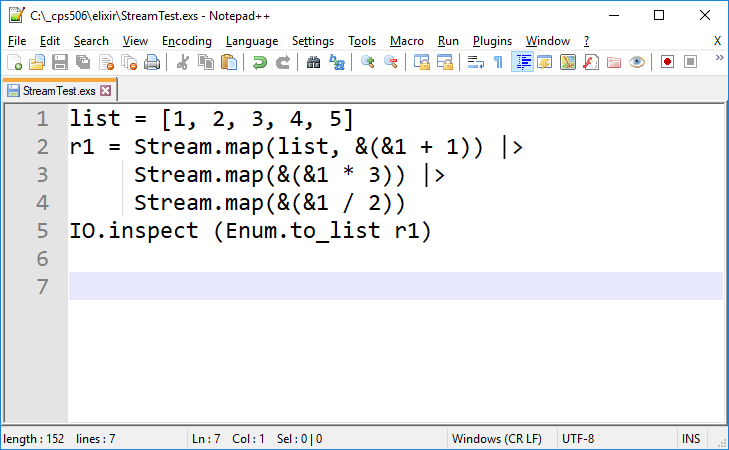 C:\_cps506\elixir\StreamTest.exs - Notepad++
File Edit Search View Encoding Language Settings Tools Macro Run Plugins Window ? X
StreamTest.exs
1 list = [1, 2, 3, 4, 5]
2 r1 = Stream.map(list, &(&1 + 1)) |>
3 Stream.map(&(&1 * 3)) |>
4 Stream.map(&(&1 / 2))
5 IO.inspect (Enum.to_list r1)
6
7
length : 152 lines : 7 Ln : 7 Col : 1 Sel : 0 | 0 Windows (CR LF) UTF-8 INS